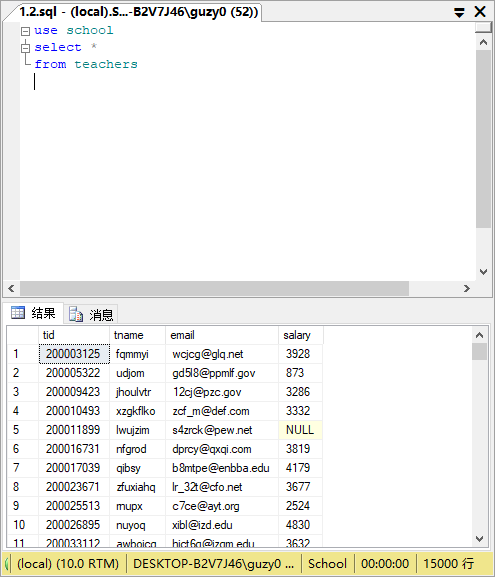 1.2.sql - (local).S...-B2V7J46\guzy0 (52))
use school
select *
from teachers
结果 消息
tid tname email salary
1 200003125 fqmmyi wcjcg@glq.net 3928
2 200005322 udjom gd5l8@ppmlf.gov 873
3 200009423 jhoulvtr 12cj@pzc.gov 3286
4 200010493 xzgkflko zcf_m@def.com 3332
5 200011899 lwujzim s4zrck@pew.net NULL
6 200016731 nfgrod dprcy@qxqi.com 3819
7 200017039 qibsy b8mtpe@enbba.edu 4179
8 200023671 zfuxiahq lr_32t@cfo.net 3677
9 200025513 mupx c7ce@ayt.org 2524
10 200026895 nuyoq xibl@izd.edu 4830
11 200033112 awhoicq hict6q@izqm.edu 3632
(local) (10.0 RTM) DESKTOP-B2V7J46\guzy0 ... School 00:00:00 15000 行